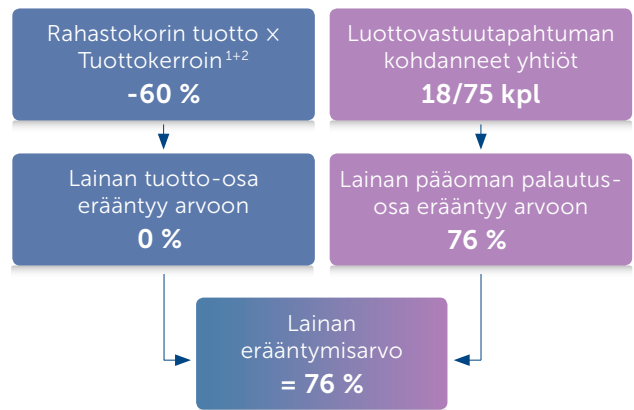 Rahastokorin tuotto ×
Tuottokerroin¹⁺²
-60 %
Luottovastuutapahtuman
kohdanneet yhtiöt
18/75 kpl
Lainan tuotto-osa
erääntyy arvoon
0 %
Lainan pääoman palautus-
osa erääntyy arvoon
76 %
Lainan
erääntymisarvo
= 76 %